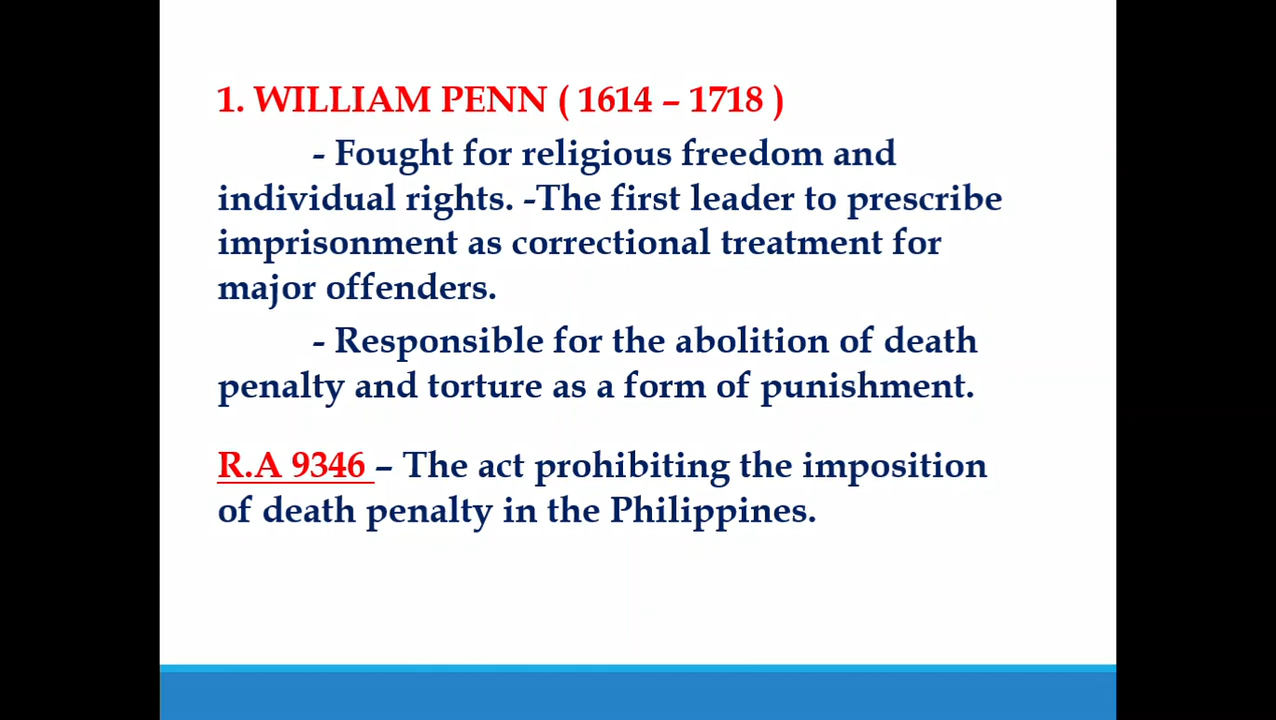 1. WILLIAM PENN ( 1614 – 1718 )
- Fought for religious freedom and
individual rights. -The first leader to prescribe
imprisonment as correctional treatment for
major offenders.
- Responsible for the abolition of death
penalty and torture as a form of punishment.
R.A 9346 – The act prohibiting the imposition
of death penalty in the Philippines.